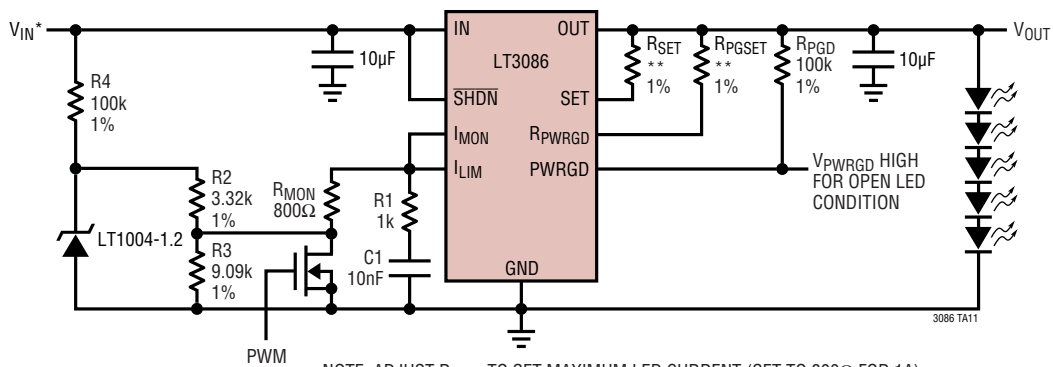 VIN*
IN
OUT
LT3086
10µF
SHDN
SET
IMON
RPWRGD
ILIM
PWRGD
GND
R4
100k
1%
R2
3.32k
1%
RMON
800Ω
R1
1k
LT1004-1.2
R3
9.09k
1%
C1
10nF
PWM
RSET
**
1%
RPGSET
**
1%
RPGD
100k
1%
10µF
VOUT
VPWRGD HIGH
FOR OPEN LED
CONDITION
3086 TA11